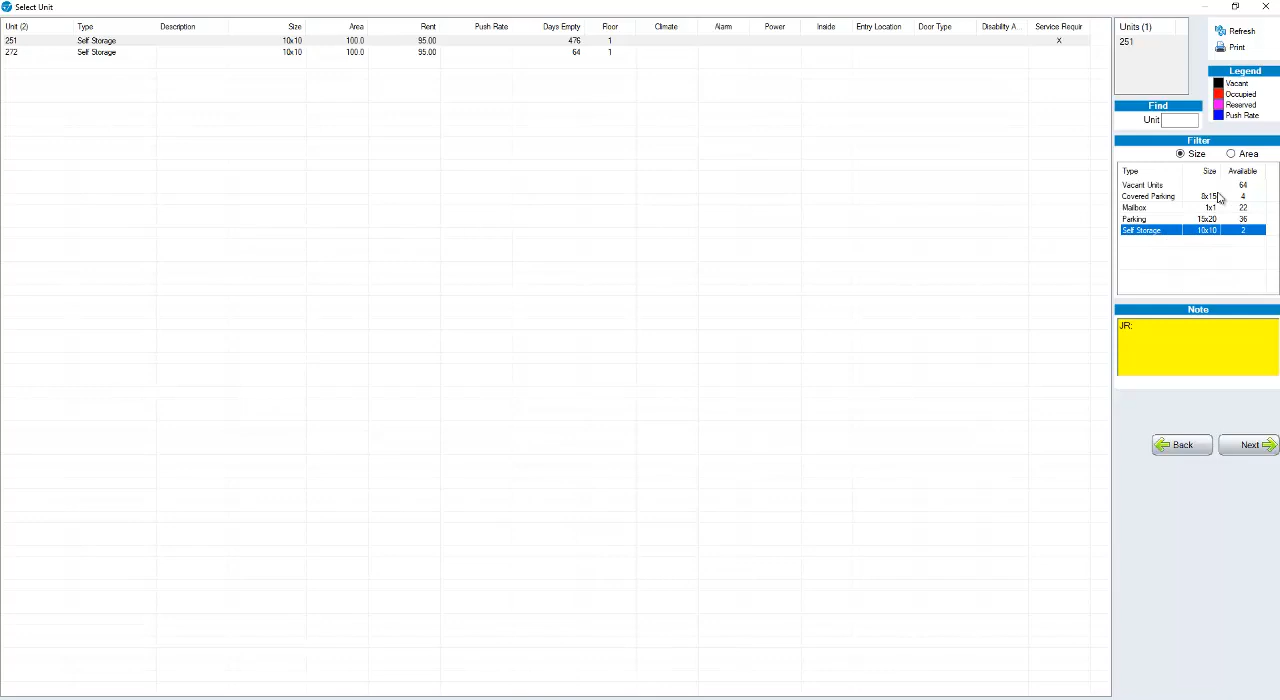 Select Unit
Unit (2) Type Description Size Area Rent Push Rate Days Empty Floor Climate Alarm Power Inside Entry Location Door Type Disability A... Service Requir
251 Self Storage 10x10 100.0 95.00 476 1 X
272 Self Storage 10x10 100.0 95.00 64 1
Units (1)
251
Refresh
Print
Legend
Vacant
Occupied
Reserved
Push Rate
Find
Unit
Filter
Size Area
Type Size Available
Vacant Units 64
Covered Parking 8x15 4
Mailbox 1x1 22
Parking 15x20 36
Self Storage 10x10 2
Note
JR:
Back Next